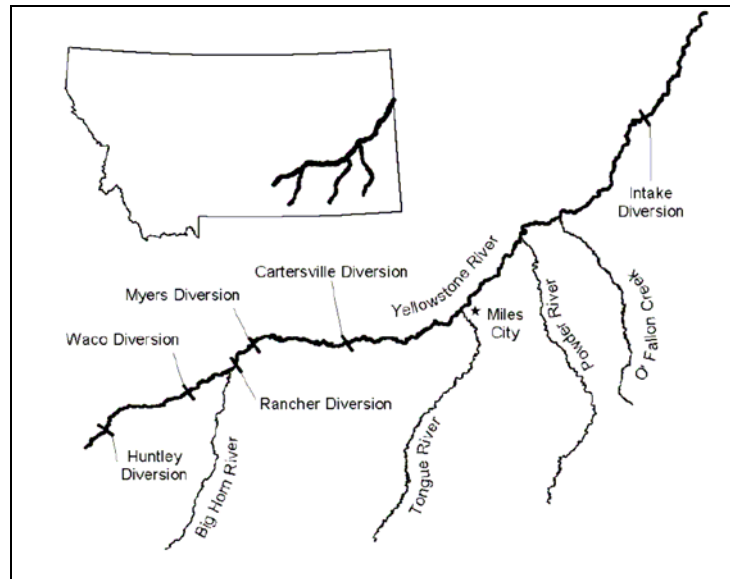 Intake
Diversion
Yellowstone River
Cartersville Diversion
Myers Diversion
Miles
City
Powder River
O' Fallon Creek
Waco Diversion
Rancher Diversion
Huntley
Diversion
Big Horn River
Tongue River